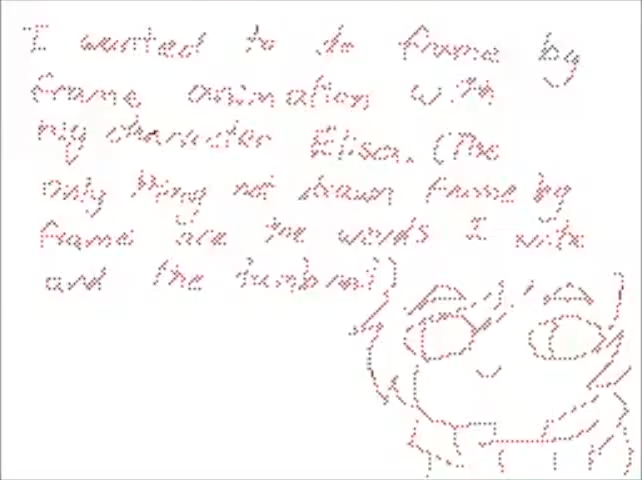 I wanted to do frame by
frame animation with
my character Elisa. (The
only thing not drawn frame by
frame are the words I write
and the tumbnail)